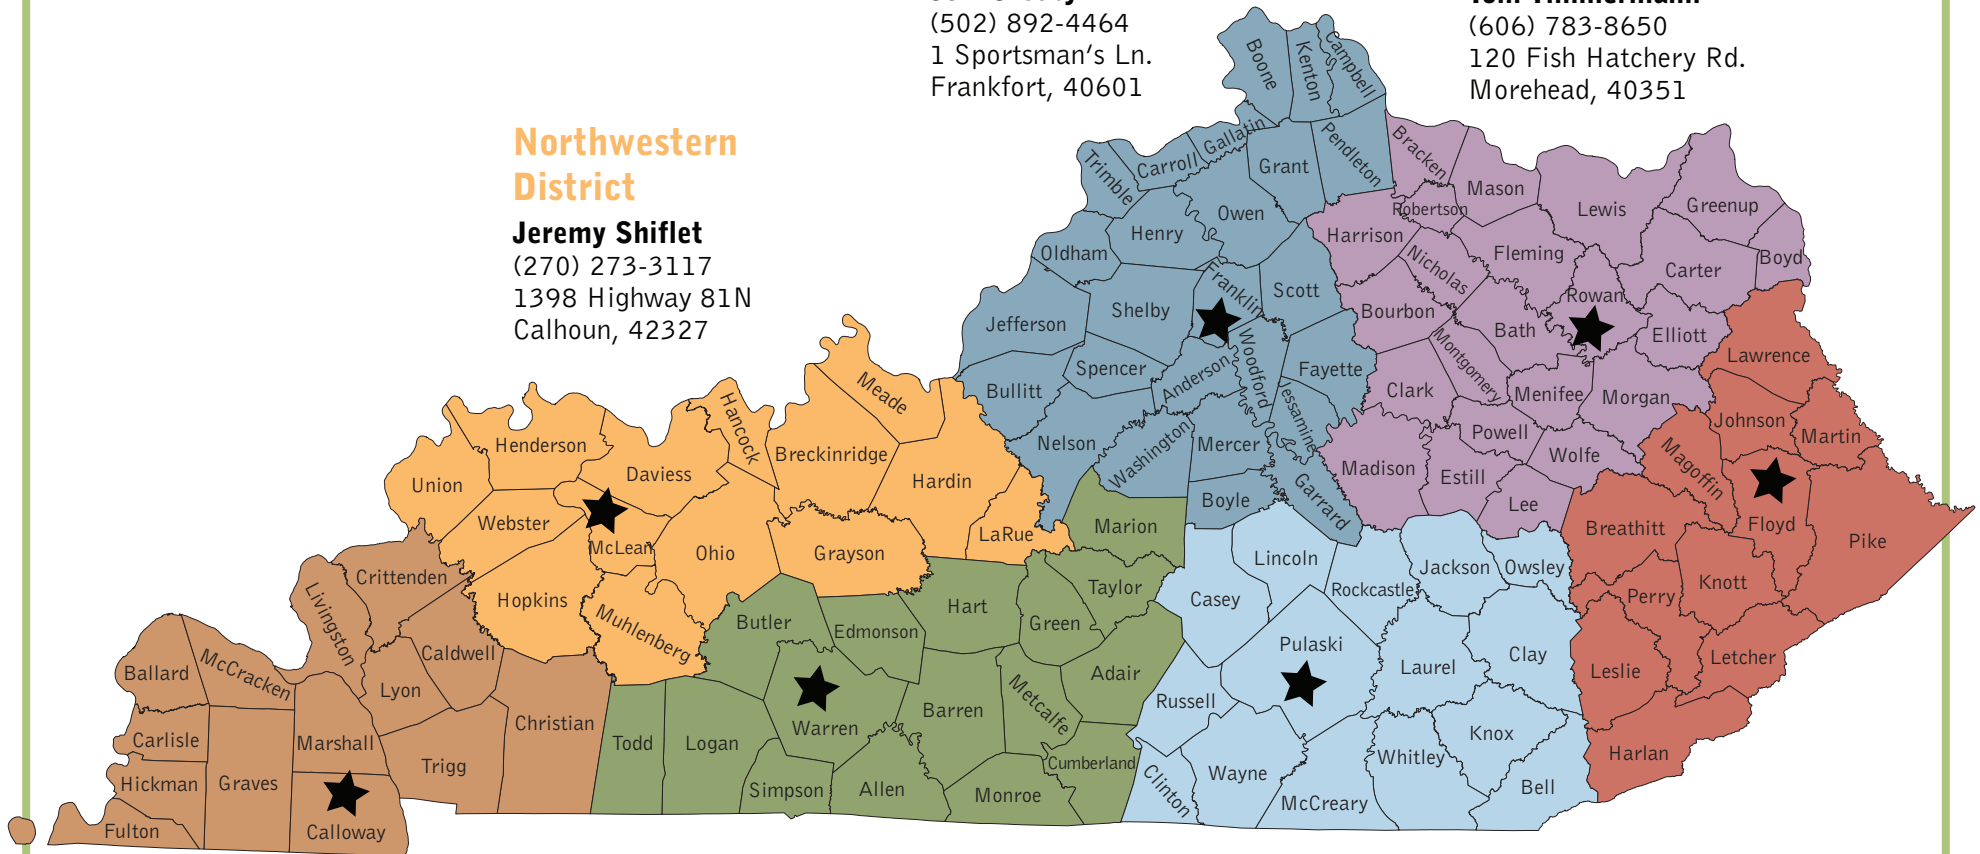 (502) 892-4464
1 Sportsman's Ln.
Frankfort, 40601
(606) 783-8650
120 Fish Hatchery Rd.
Morehead, 40351
Northwestern
District
Jeremy Shiflet
(270) 273-3117
1398 Highway 81N
Calhoun, 42327
Boone
Kenton
Campbell
Gallatin
Carroll
Trimble
Grant
Pendleton
Owen
Henry
Oldham
Franklin
Scott
Shelby
Jefferson
Spencer
Anderson
Woodford
Fayette
Bullitt
Jessamine
Nelson
Washington
Mercer
Boyle
Garrard
Bracken
Mason
Robertson
Lewis
Greenup
Harrison
Nicholas
Fleming
Carter
Boyd
Rowan
Bourbon
Bath
Elliott
Montgomery
Clark
Menifee
Morgan
Powell
Wolfe
Madison
Estill
Lee
Lawrence
Johnson
Martin
Magoffin
Floyd
Breathitt
Pike
Knott
Perry
Letcher
Leslie
Harlan
Meade
Hancock
Henderson
Daviess
Breckinridge
Hardin
Union
Webster
McLean
Ohio
Grayson
LaRue
Hopkins
Muhlenberg
Crittenden
Livingston
Caldwell
Lyon
Ballard
McCracken
Christian
Carlisle
Marshall
Trigg
Hickman
Graves
Fulton
Calloway
Marion
Taylor
Hart
Green
Butler
Edmonson
Adair
Metcalfe
Barren
Warren
Todd
Logan
Simpson
Allen
Monroe
Cumberland
Lincoln
Casey
Rockcastle
Jackson
Owsley
Pulaski
Laurel
Clay
Russell
Knox
Whitley
Wayne
Clinton
McCreary
Bell